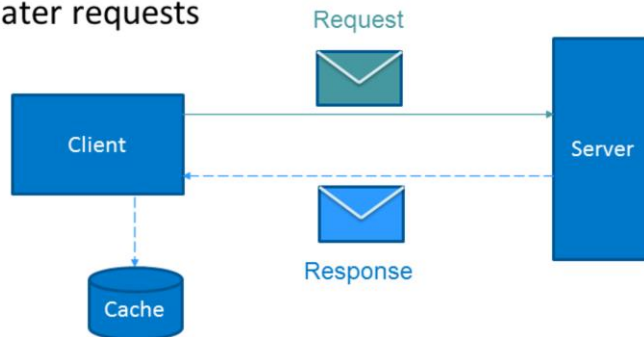 ater requests
Request
Client
Server
Response
Cache